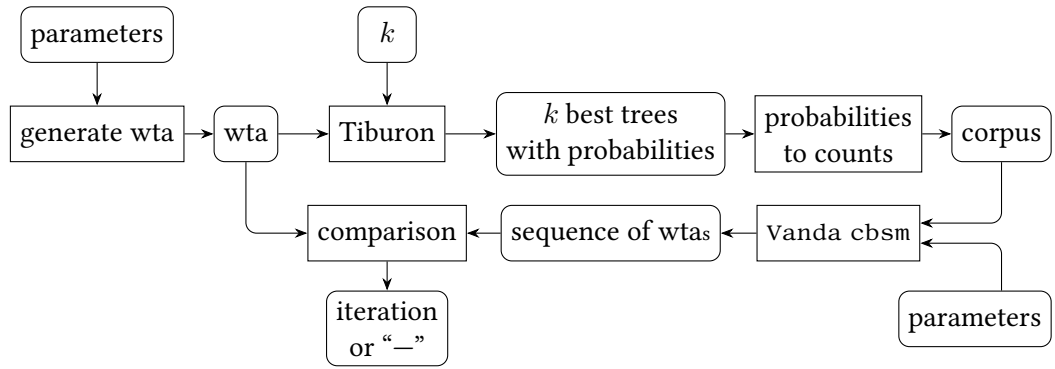 parameters
k
generate wta
wta
Tiburon
k best trees
with probabilities
probabilities
to counts
corpus
comparison
sequence of wtas
Vanda cbsm
iteration
or “—”
parameters